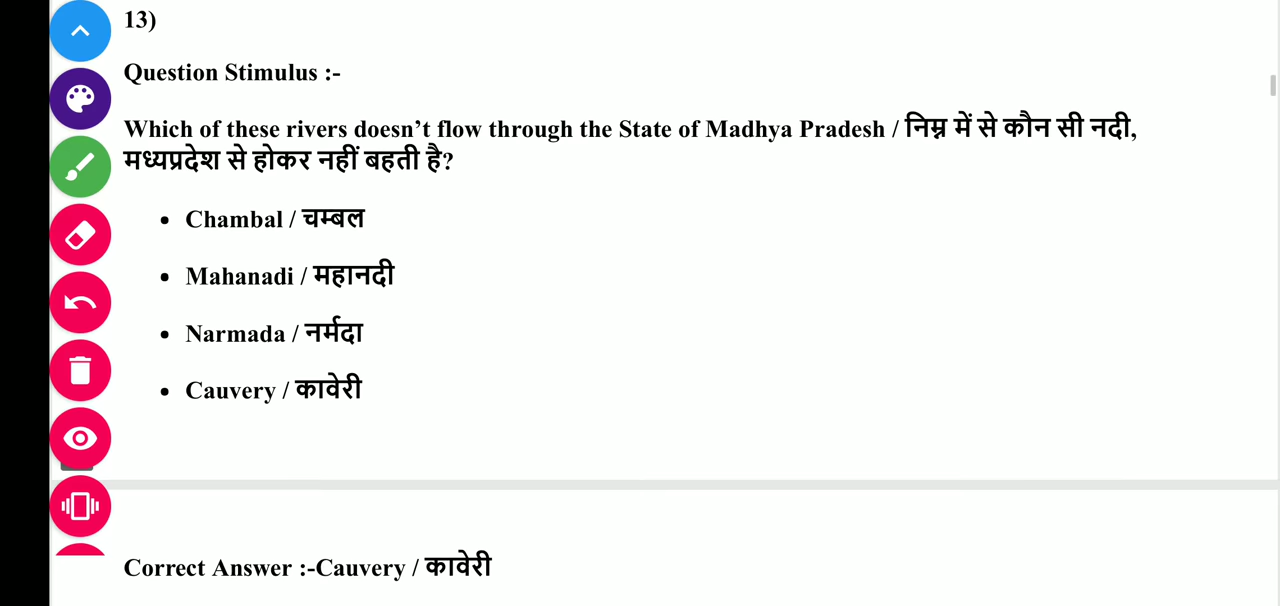 13)
Question Stimulus :-
Which of these rivers doesn’t flow through the State of Madhya Pradesh / निम्न में से कौन सी नदी,
मध्यप्रदेश से होकर नहीं बहती है?
• Chambal / चम्बल
• Mahanadi / महानदी
• Narmada / नर्मदा
• Cauvery / कावेरी
Correct Answer :-Cauvery / कावेरी